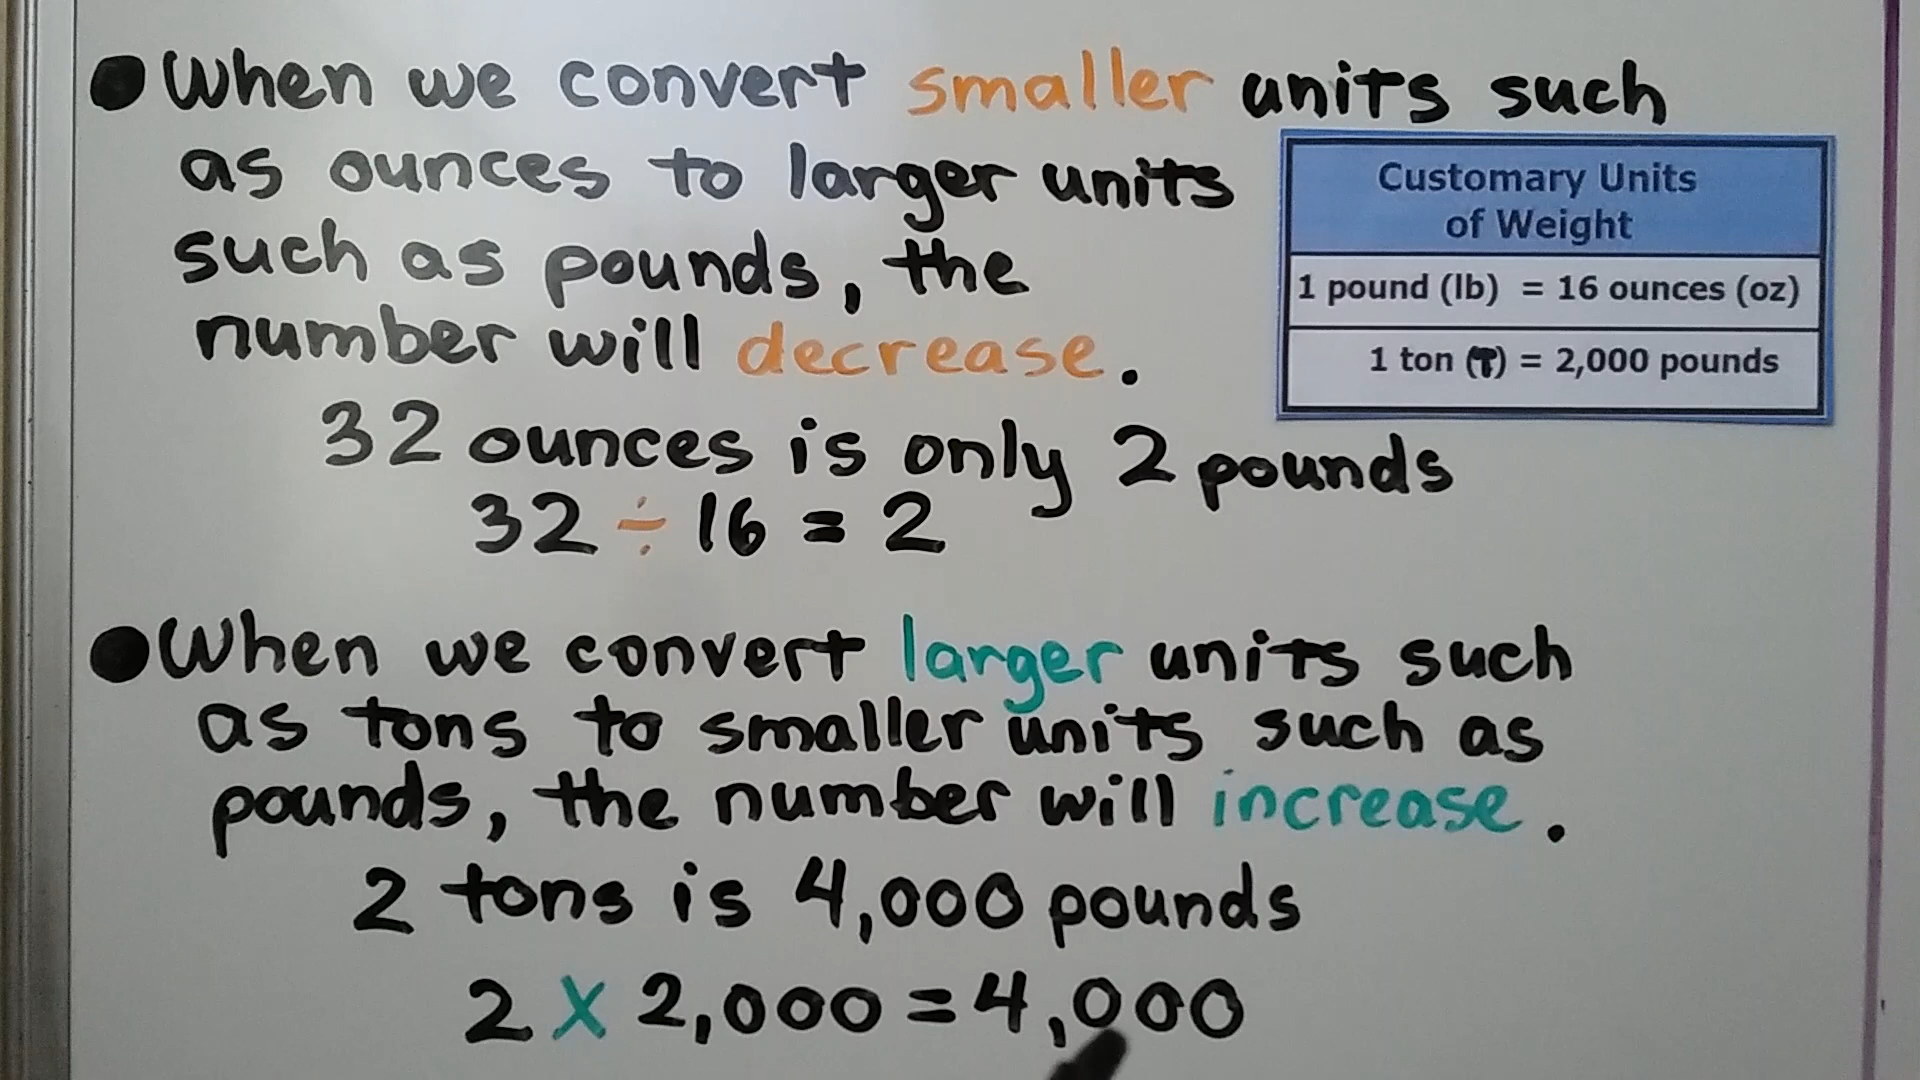 ● When we convert smaller units such
as ounces to larger units
such as pounds, the
number will decrease.
32 ounces is only 2 pounds
32 ÷ 16 = 2
Customary Units
of Weight
1 pound (lb) = 16 ounces (oz)
1 ton (T) = 2,000 pounds
● When we convert larger units such
as tons to smaller units such as
pounds, the number will increase.
2 tons is 4,000 pounds
2 x 2,000 = 4,000